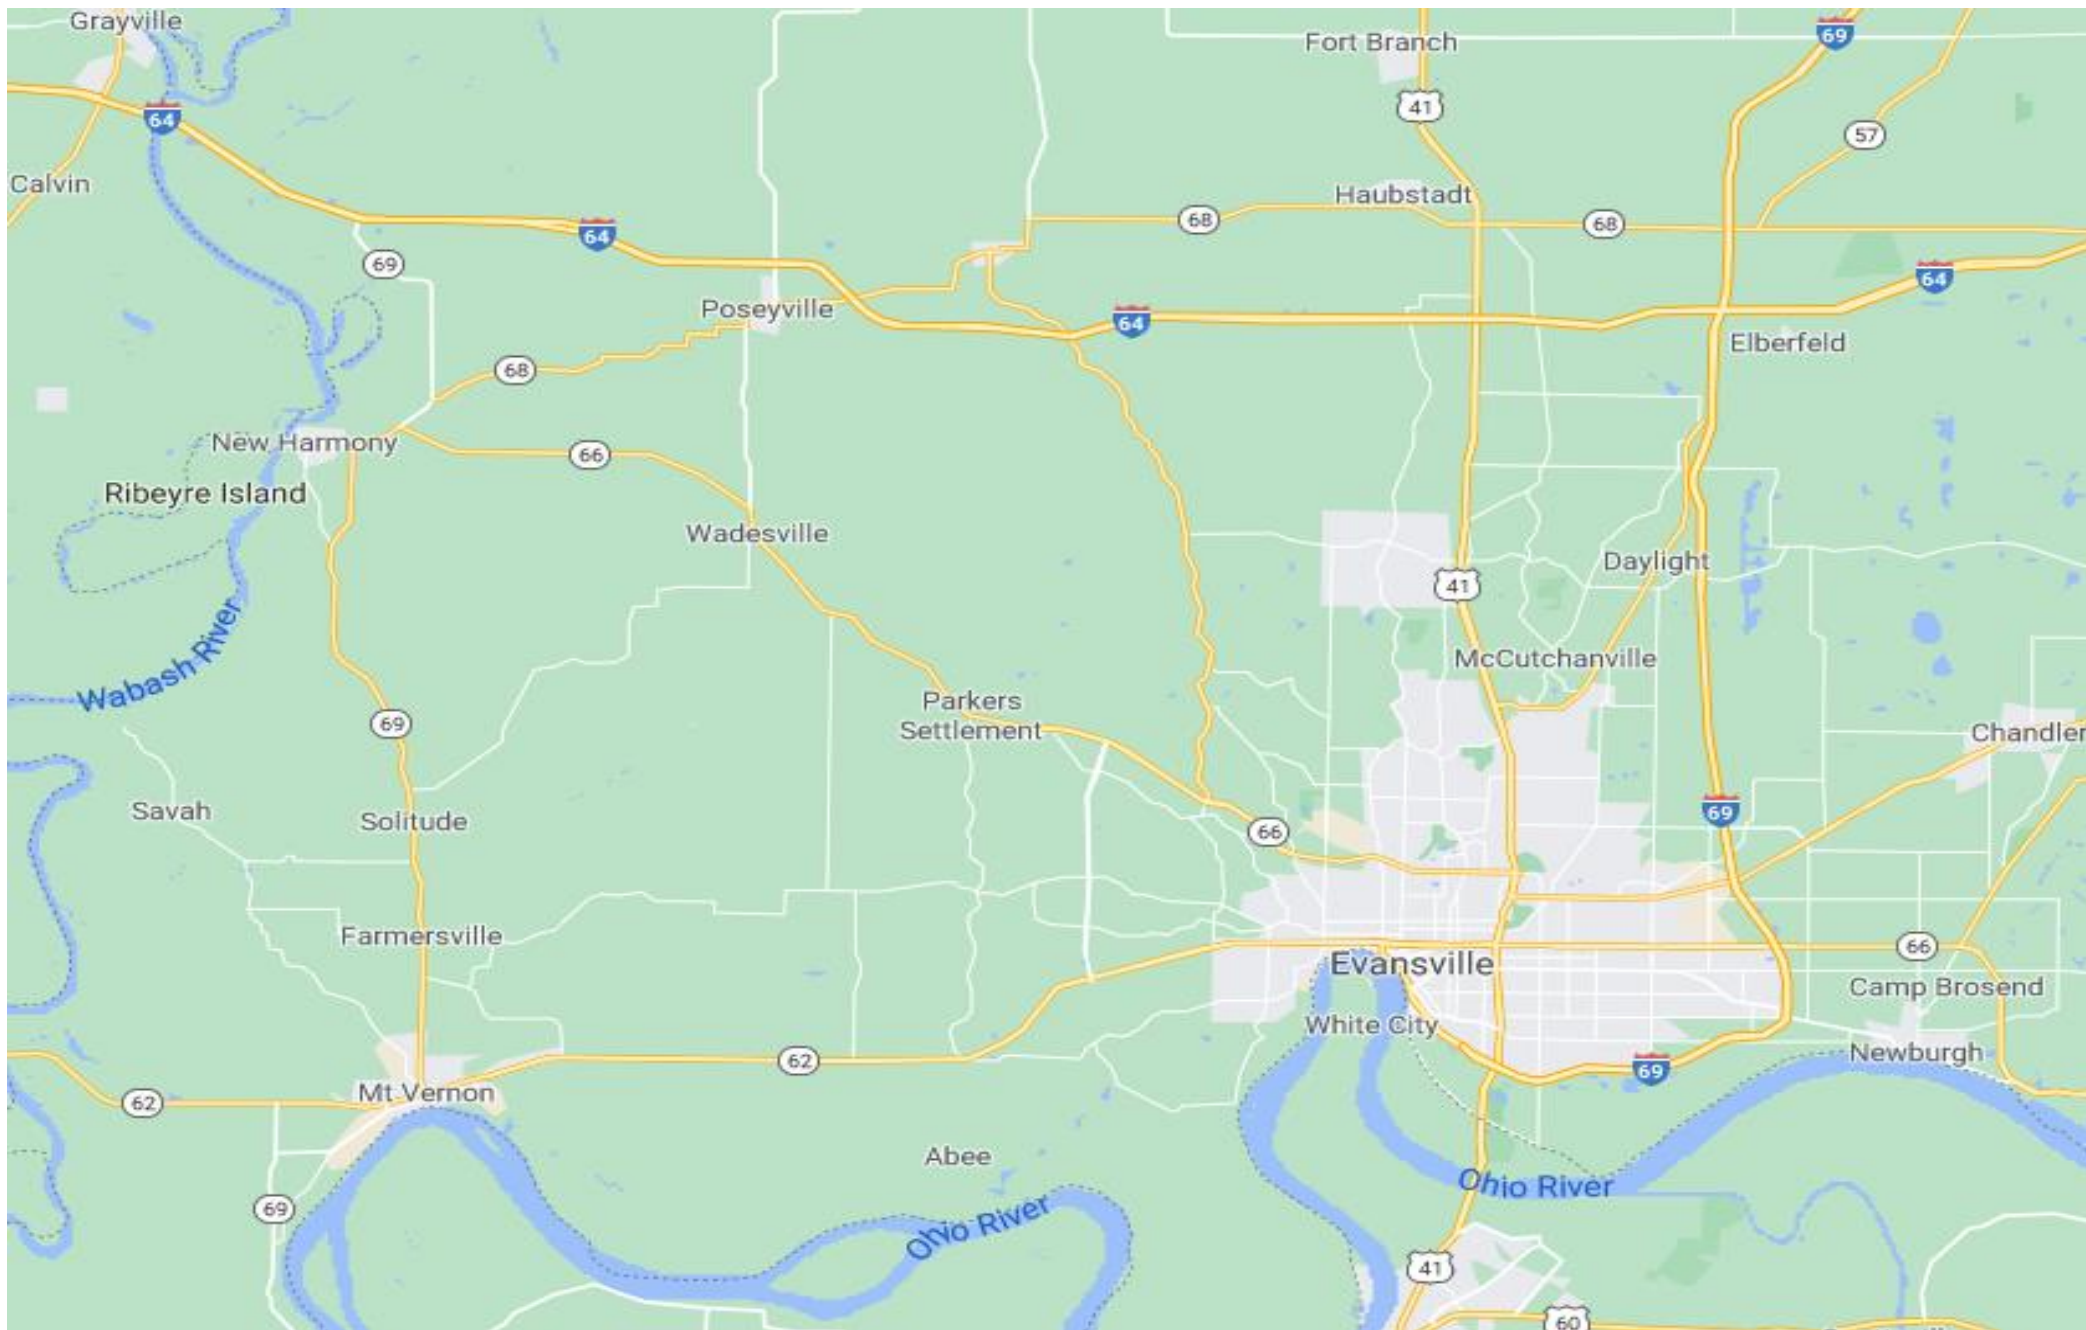 Grayville
Fort Branch
69
41
64
57
Calvin
Haubstadt
68
68
64
69
64
Poseyville
64
Elberfeld
68
New Harmony
66
Ribeyre Island
Wadesville
Daylight
41
Wabash River
McCutchanville
Parkers
Settlement
69
Chandler
Savah
Solitude
69
66
Farmersville
66
Evansville
Camp Brosend
White City
Newburgh
62
69
Mt Vernon
62
Abee
Ohio River
Ohio River
69
41
60